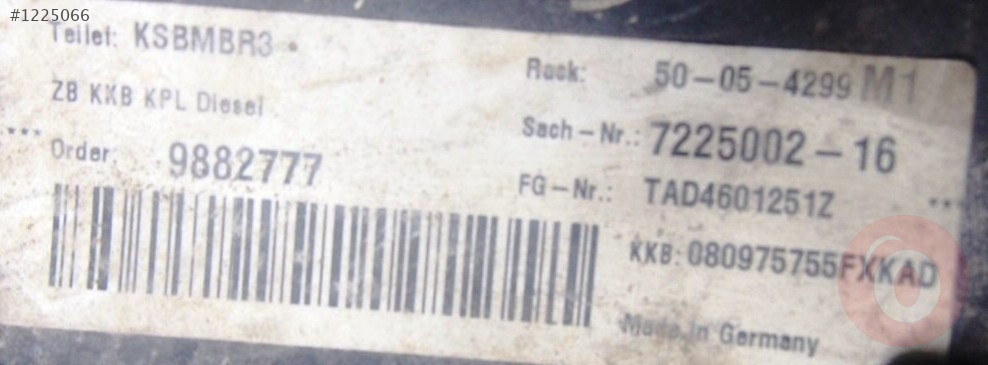 #1225066
Teilef: KSBMBR3
Rack: 50-05-4299 M1
ZB KKB KPL Diesel
Sach-Nr.: 7225002-16
***
Order: 9882777
FG-Nr.: TAD4601251Z
***
KKB: 080975755FXKAD
Made in Germany